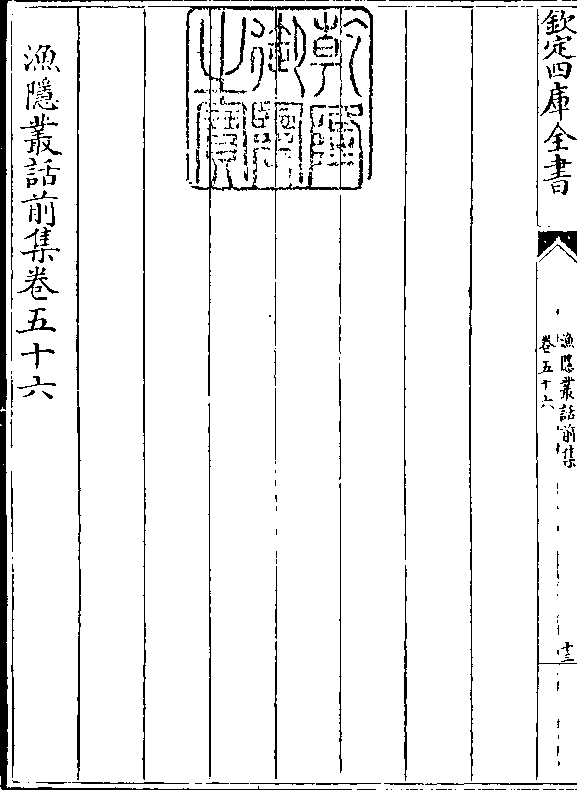 欽定四庫全書
漁隱叢話前集
卷五十六
十三
乾隆御覽之寶
漁隱叢話前集卷五十六